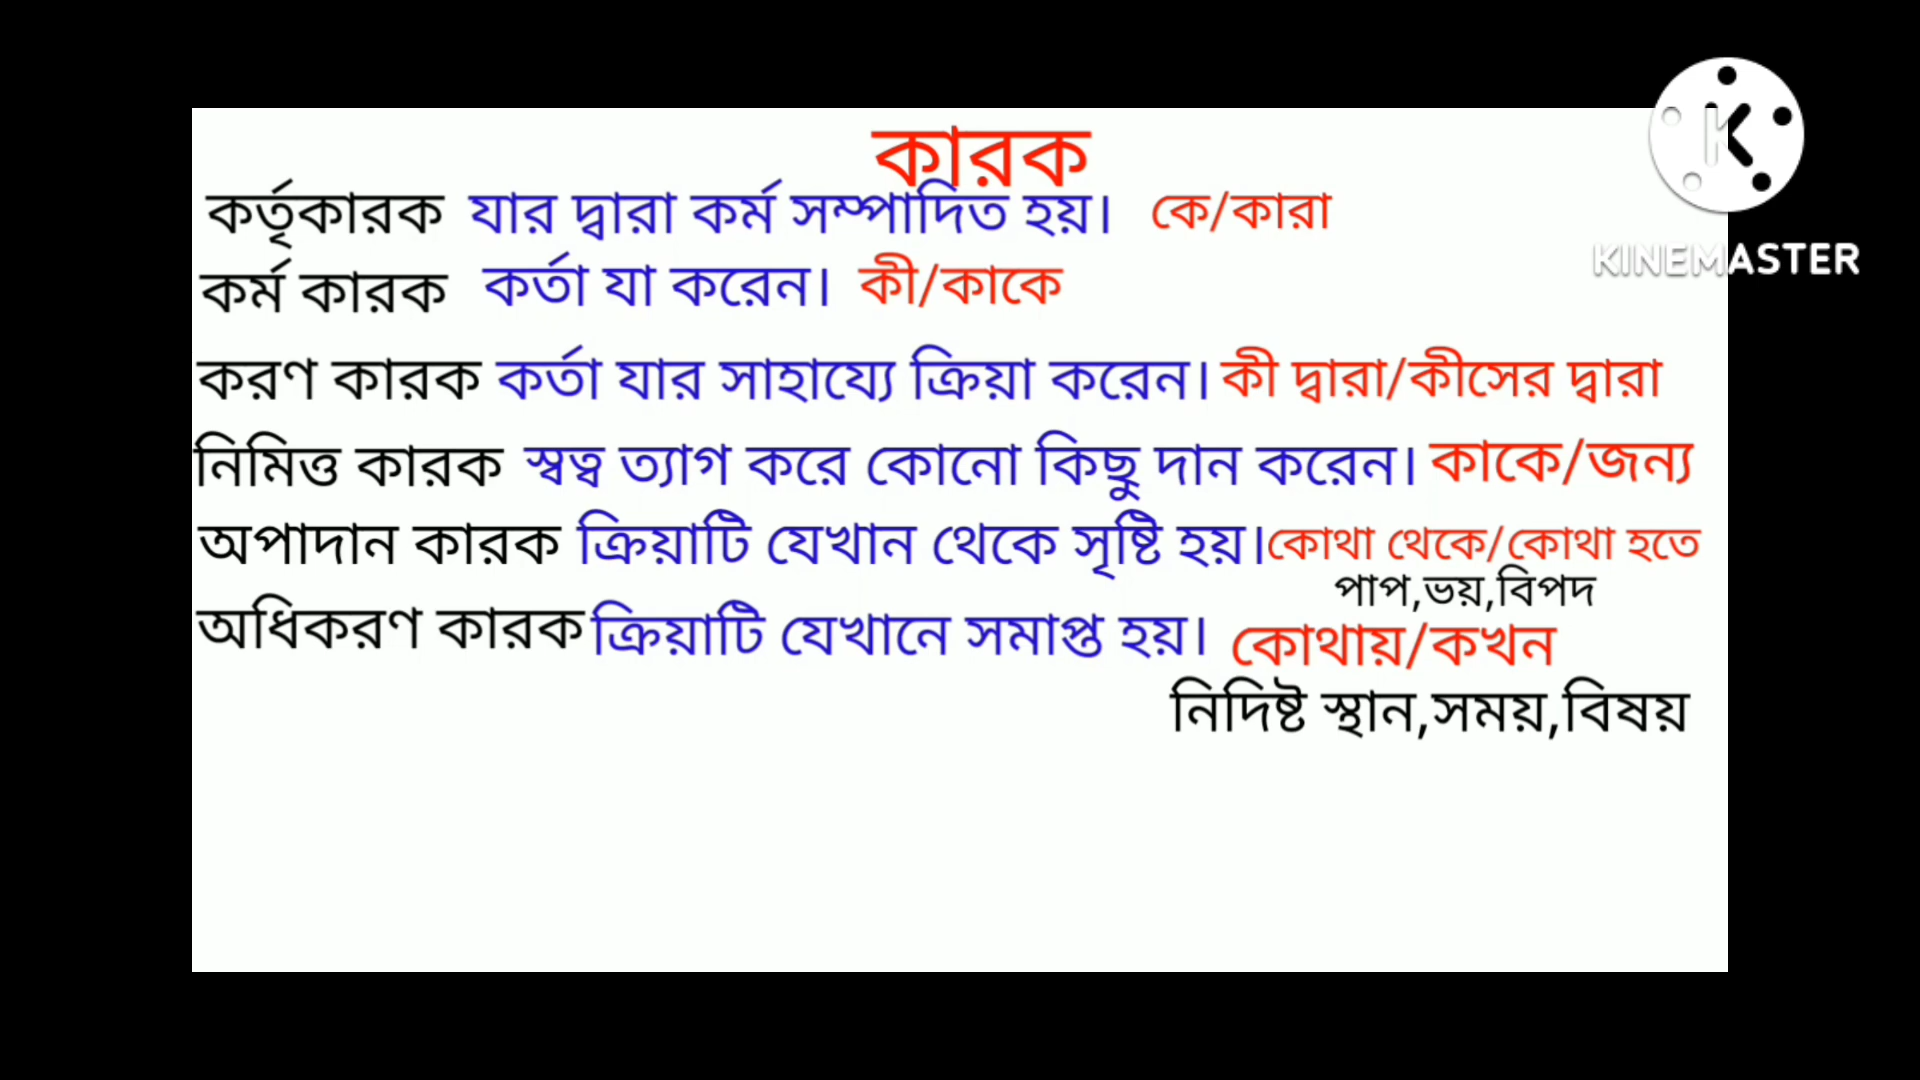 কারক
কর্তৃকারক যার দ্বারা কর্ম সম্পাদিত হয়। কে/কারা
কর্ম কারক কর্তা যা করেন। কী/কাকে
করণ কারক কর্তা যার সাহায্যে ক্রিয়া করেন। কী দ্বারা/কীসের দ্বারা
নিমিত্ত কারক স্বত্ব ত্যাগ করে কোনো কিছু দান করেন। কাকে/জন্য
অপাদান কারক ক্রিয়াটি যেখান থেকে সৃষ্টি হয়। কোথা থেকে/কোথা হতে
পাপ,ভয়,বিপদ
অধিকরণ কারক ক্রিয়াটি যেখানে সমাপ্ত হয়। কোথায়/কখন
নিদিষ্ট স্থান,সময়,বিষয়
K
KINEMASTER